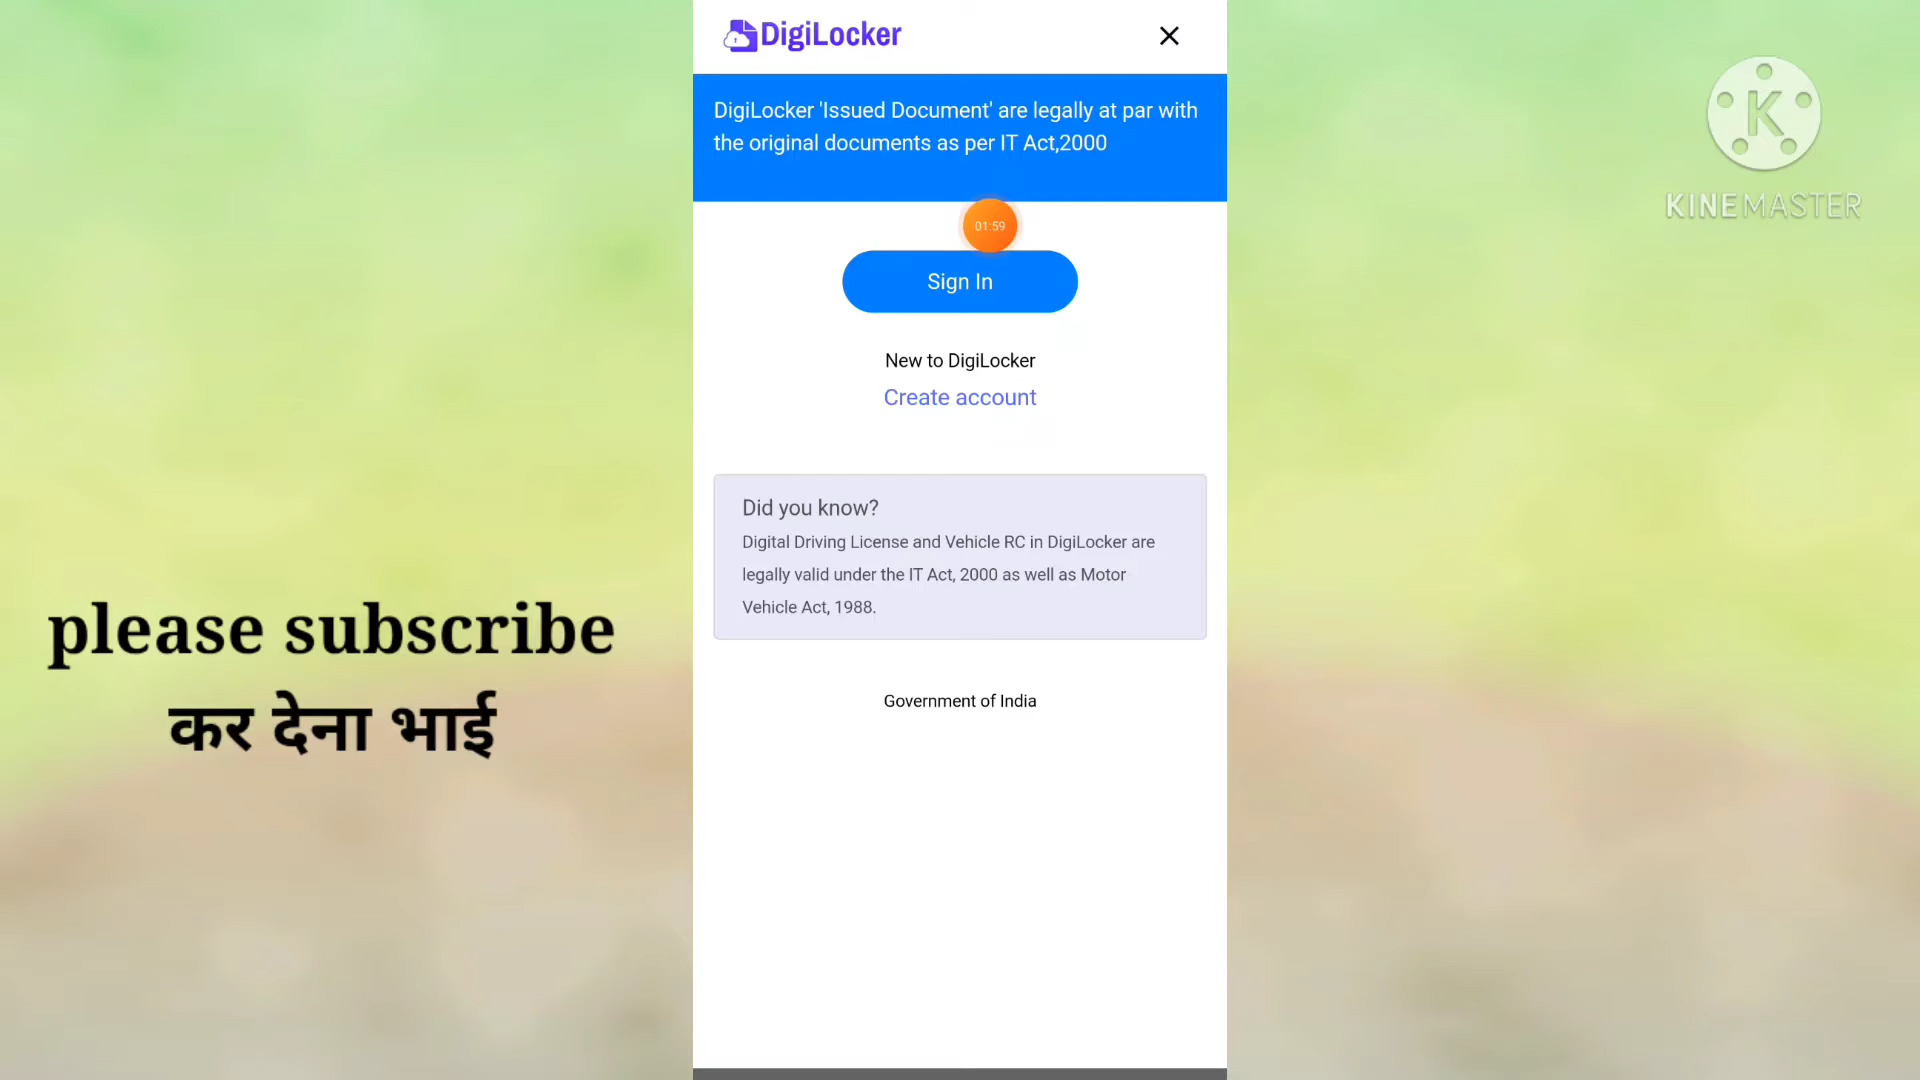 DigiLocker
DigiLocker 'Issued Document' are legally at par with
the original documents as per IT Act,2000
01:59
Sign In
New to DigiLocker
Create account
Did you know?
Digital Driving License and Vehicle RC in DigiLocker are
legally valid under the IT Act, 2000 as well as Motor
Vehicle Act, 1988.
Government of India
please subscribe
कर देना भाई
K
KINEMASTER